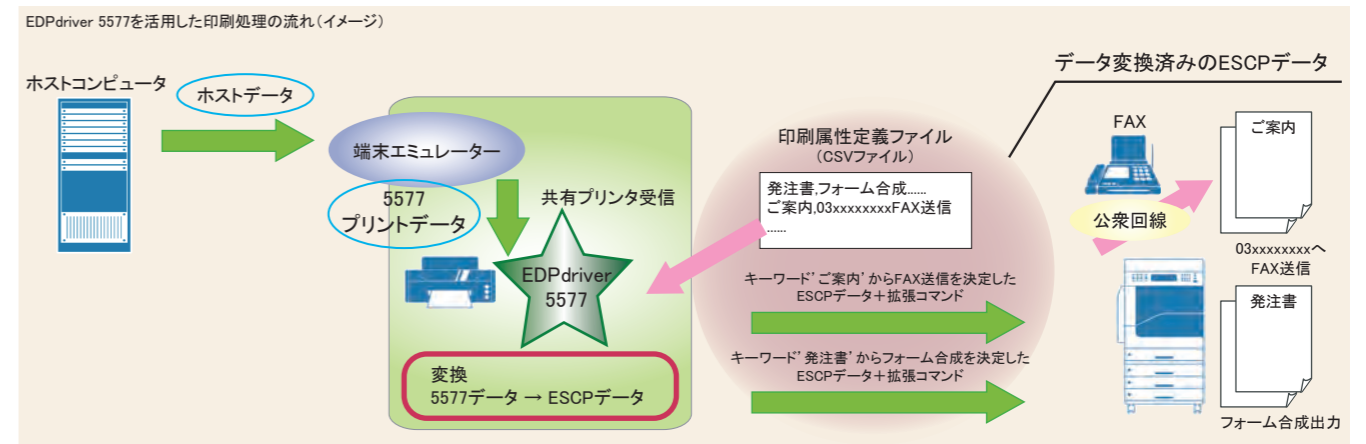 EDPdriver 5577を活用した印刷処理の流れ（イメージ）
ホストコンピュータ
ホストデータ
端末エミュレーター
5577
プリントデータ
共有プリンタ受信
EDPdriver
5577
変換
5577データ → ESCPデータ
印刷属性定義ファイル
（CSVファイル）
発注書,フォーム合成……
ご案内,03xxxxxxxxFAX送信
……
キーワード’ご案内’からFAX送信を決定した
ESCPデータ＋拡張コマンド
キーワード’発注書’からフォーム合成を決定した
ESCPデータ＋拡張コマンド
データ変換済みのESCPデータ
FAX
公衆回線
ご案内
03xxxxxxxxへ
FAX送信
発注書
フォーム合成出力